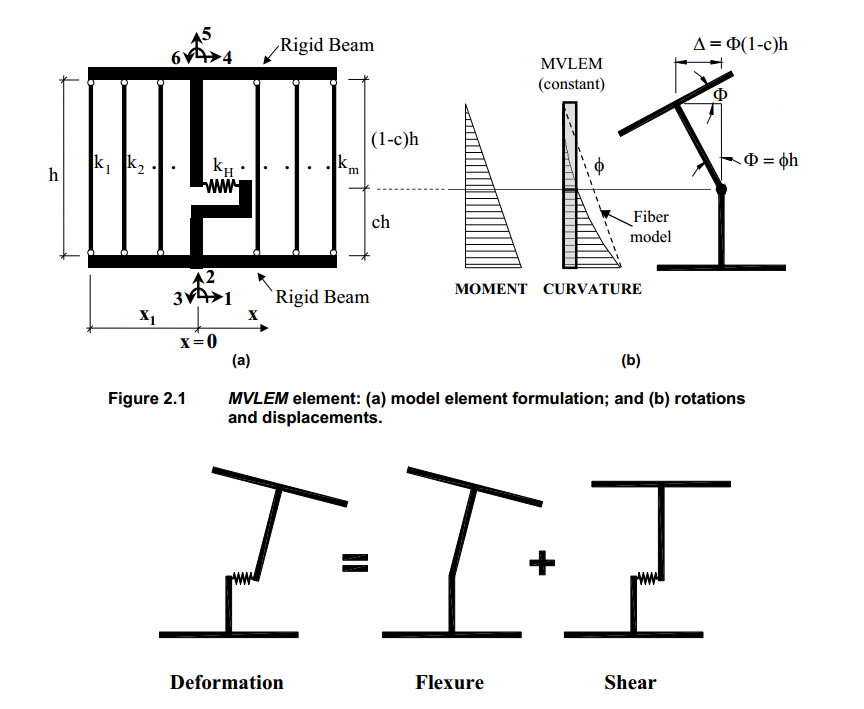 5
6 4
Rigid Beam
h
k1 k2 . . kH . . . . . km
(1-c)h
ch
2
3 1
Rigid Beam
x1 x
x=0
(a)
MVLEM
(constant)
ϕ
Fiber
model
MOMENT CURVATURE
Δ = Φ(1-c)h
Φ
Φ = ϕh
(b)
Figure 2.1 MVLEM element: (a) model element formulation; and (b) rotations
and displacements.
= +
Deformation Flexure Shear